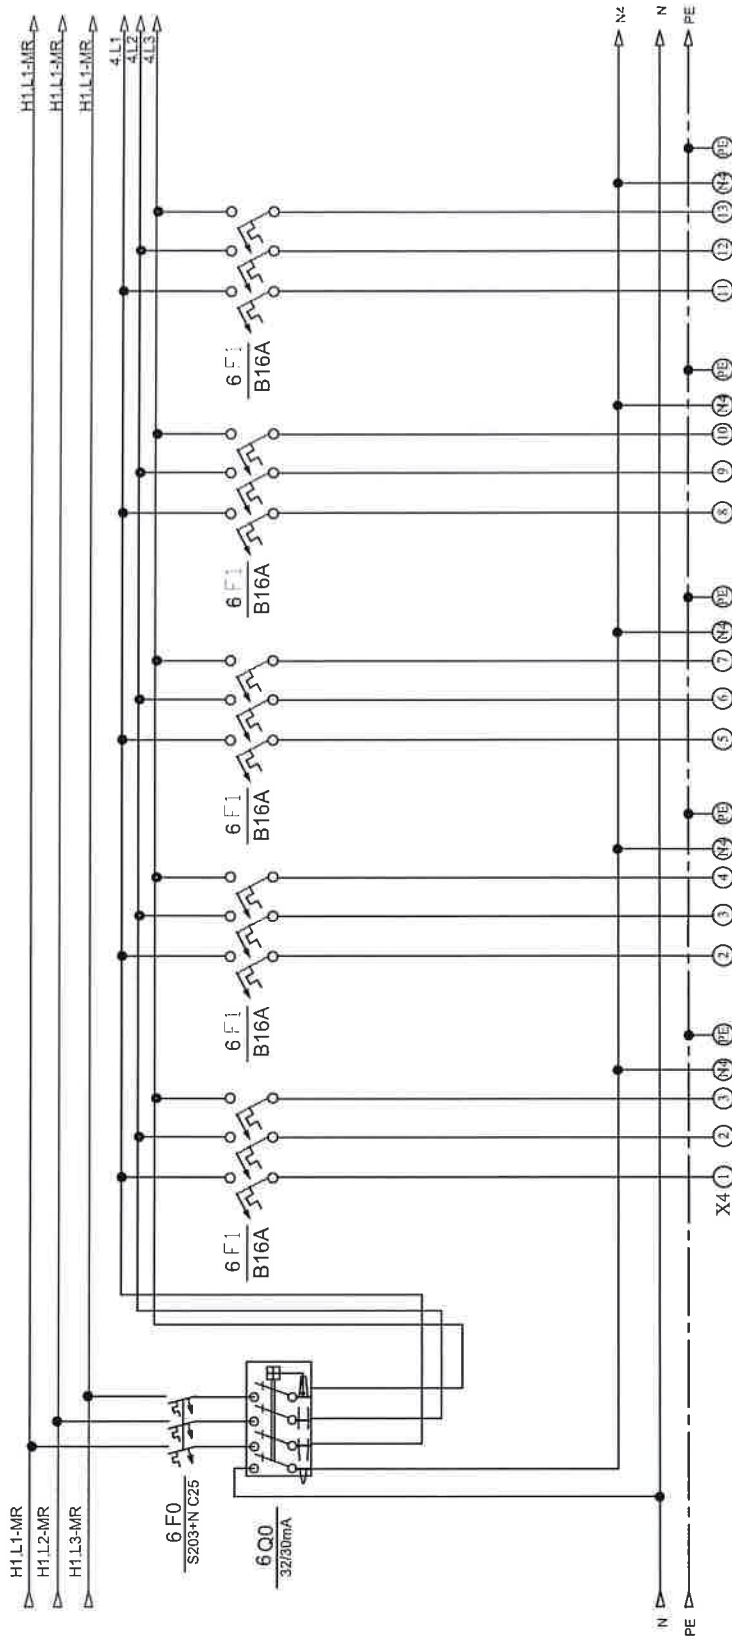 H1.L1-MR
H1.L2-MR
H1.L3-MR
H1.L1-MR
H1.L1-MR
H1.L1-MR
4.L1
4.L2
4.L3
6 F0
S203+N C25
6 Q0
32/30mA
6 F1
B16A
6 F1
B16A
6 F1
B16A
6 F1
B16A
6 F1
B16A
N4
N
PE
N
PE
X4 1 2 3 N4 PE 2 3 4 N4 PE 5 6 7 N4 PE 8 9 10 N4 PE 11 12 13 N4 PE